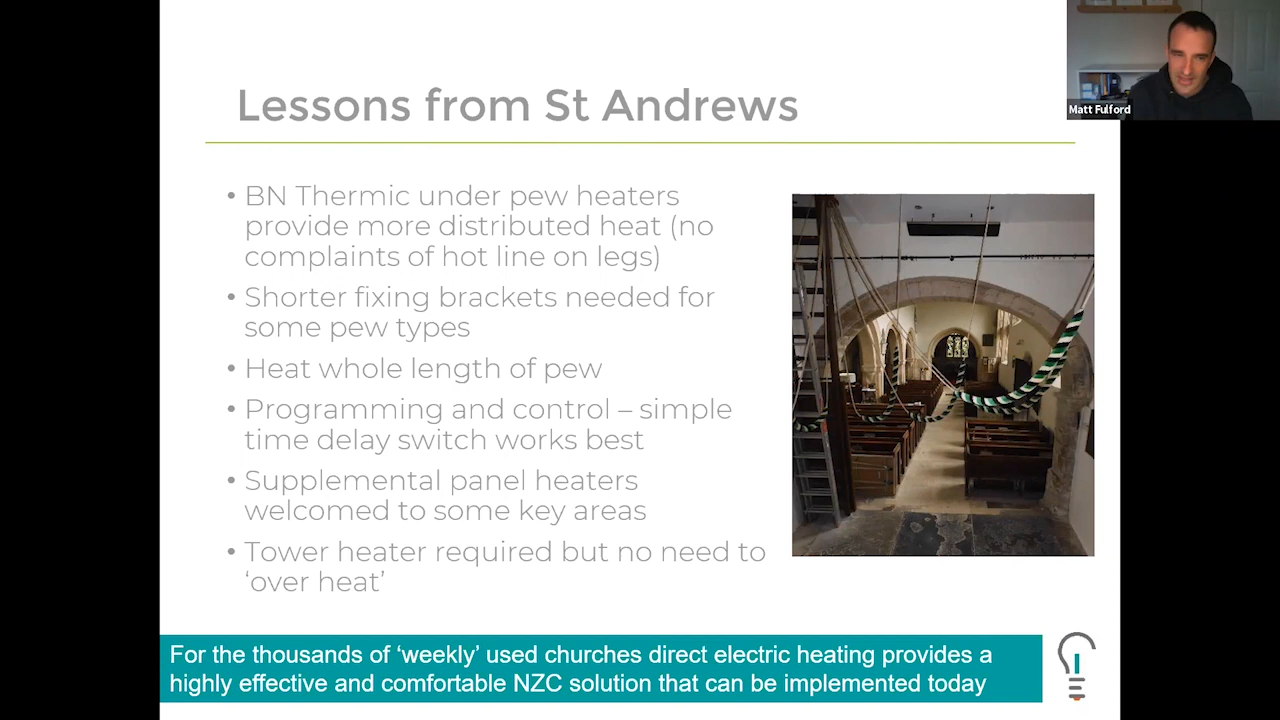 Lessons from St Andrews
Matt Fulford
• BN Thermic under pew heaters
provide more distributed heat (no
complaints of hot line on legs)
• Shorter fixing brackets needed for
some pew types
• Heat whole length of pew
• Programming and control – simple
time delay switch works best
• Supplemental panel heaters
welcomed to some key areas
• Tower heater required but no need to
‘over heat’
For the thousands of ‘weekly’ used churches direct electric heating provides a
highly effective and comfortable NZC solution that can be implemented today